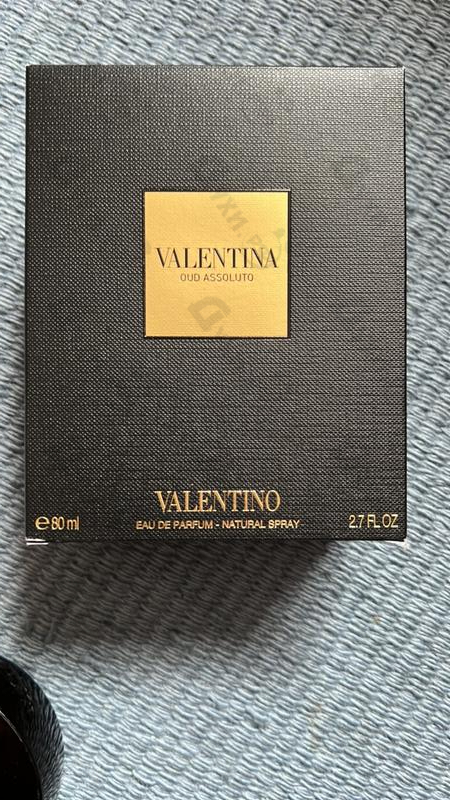 VALENTINA
OUD ASSOLUTO
VALENTINO
EAU DE PARFUM - NATURAL SPRAY
℮ 80 ml
2.7 FL OZ